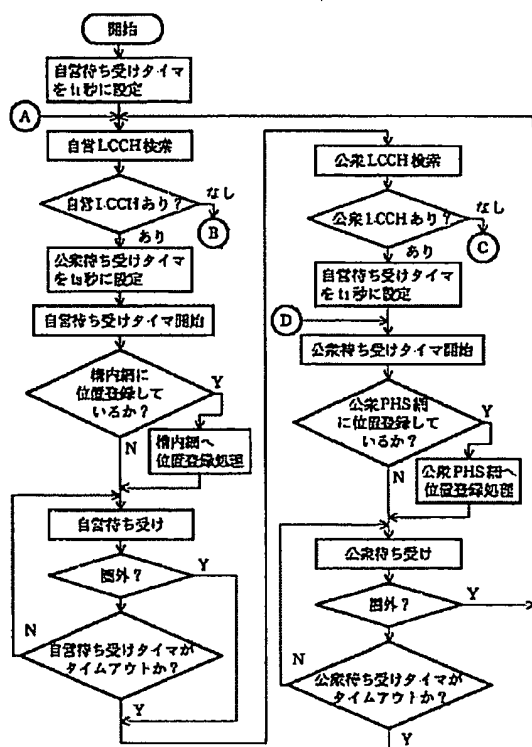 開始
自営待ち受けタイマ
をt₁秒に設定
A
自営LCCH検索
自営LCCHあり?
なし
B
あり
公衆待ち受けタイマ
をt₃秒に設定
自営待ち受けタイマ開始
構内網に
位置登録して
いるか?
Y
構内網へ
位置登録処理
N
自営待ち受け
圏外?
Y
N
自営待ち受けタイマが
タイムアウトか?
Y
公衆LCCH検索
公衆LCCHあり?
なし
C
あり
自営待ち受けタイマ
をt₁秒に設定
D
公衆待ち受けタイマ開始
公衆PHS網
に位置登録して
いるか?
Y
公衆PHS網へ
位置登録処理
N
公衆待ち受け
圏外?
Y
N
公衆待ち受けタイマが
タイムアウトか?
Y